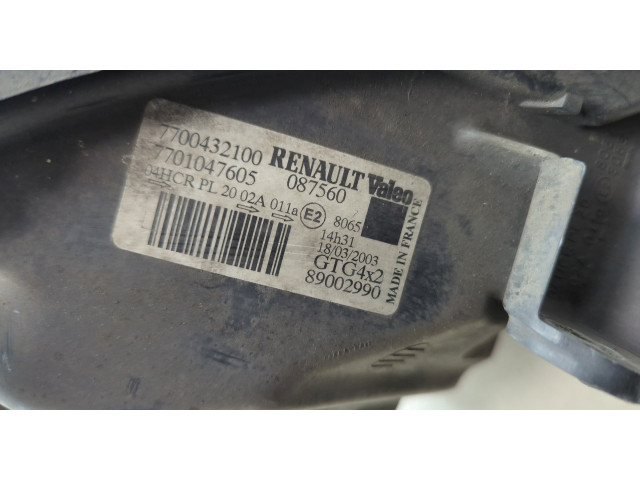 7700432100 RENAULT Valeo
7701047605 087560
04HCR PL 20 02A 011a E2 8065
14h31
18/03/2003
GTG4x2
89002990
MADE IN FRANCE